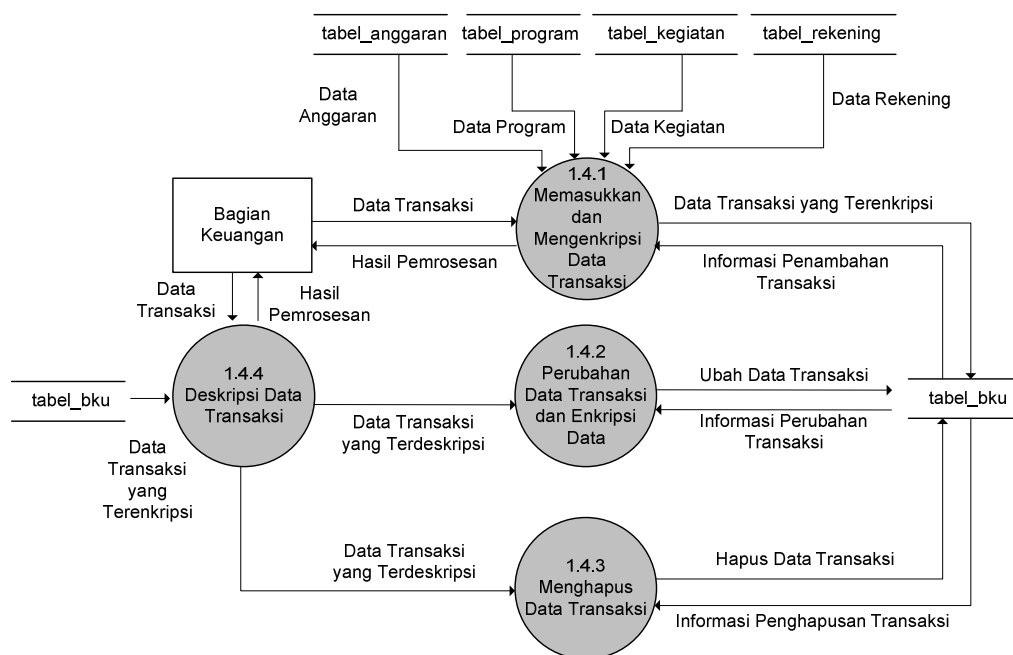 tabel_anggaran
tabel_program
tabel_kegiatan
tabel_rekening
Data
Anggaran
Data Program
Data Kegiatan
Data Rekening
1.4.1
Memasukkan
dan
Mengenkripsi
Data
Transaksi
Bagian
Keuangan
Data Transaksi
Hasil Pemrosesan
Data Transaksi yang Terenkripsi
Informasi Penambahan
Transaksi
Data
Transaksi
Hasil
Pemrosesan
1.4.4
Deskripsi Data
Transaksi
1.4.2
Perubahan
Data Transaksi
dan Enkripsi
Data
Ubah Data Transaksi
Informasi Perubahan
Transaksi
tabel_bku
tabel_bku
Data Transaksi
yang Terdeskripsi
Data
Transaksi
yang
Terenkripsi
Data Transaksi
yang Terdeskripsi
1.4.3
Menghapus
Data Transaksi
Hapus Data Transaksi
Informasi Penghapusan Transaksi